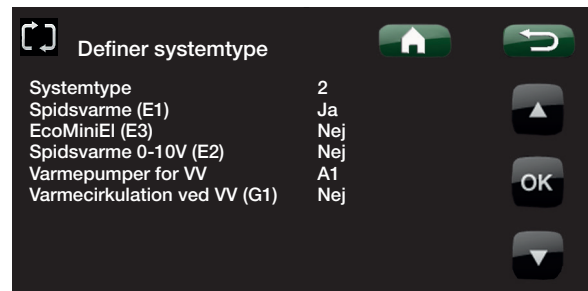 Definer systemtype
Systemtype 2
Spidsvarme (E1) Ja
EcoMiniEl (E3) Nej
Spidsvarme 0-10V (E2) Nej
Varmepumper for VV A1
Varmecirkulation ved VV (G1) Nej
OK